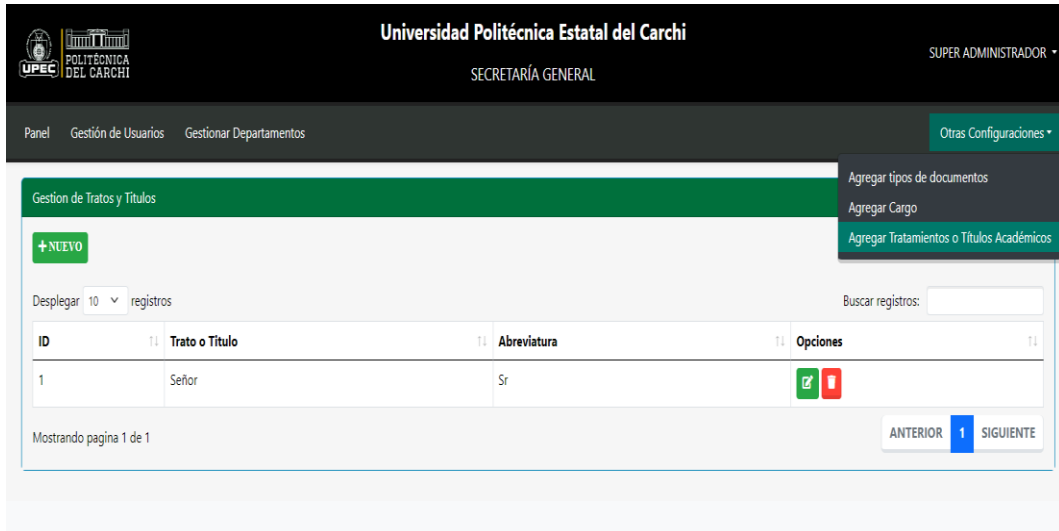 Universidad Politécnica Estatal del Carchi
UPEC
POLITÉCNICA
DEL CARCHI
SECRETARÍA GENERAL
SUPER ADMINISTRADOR
Panel Gestión de Usuarios Gestionar Departamentos Otras Configuraciones
Agregar tipos de documentos
Agregar Cargo
Agregar Tratamientos o Títulos Académicos
Gestion de Tratos y Titulos
+ NUEVO
Desplegar 10 registros Buscar registros:
ID Trato o Titulo Abreviatura Opciones
1 Señor Sr
Mostrando pagina 1 de 1 ANTERIOR 1 SIGUIENTE